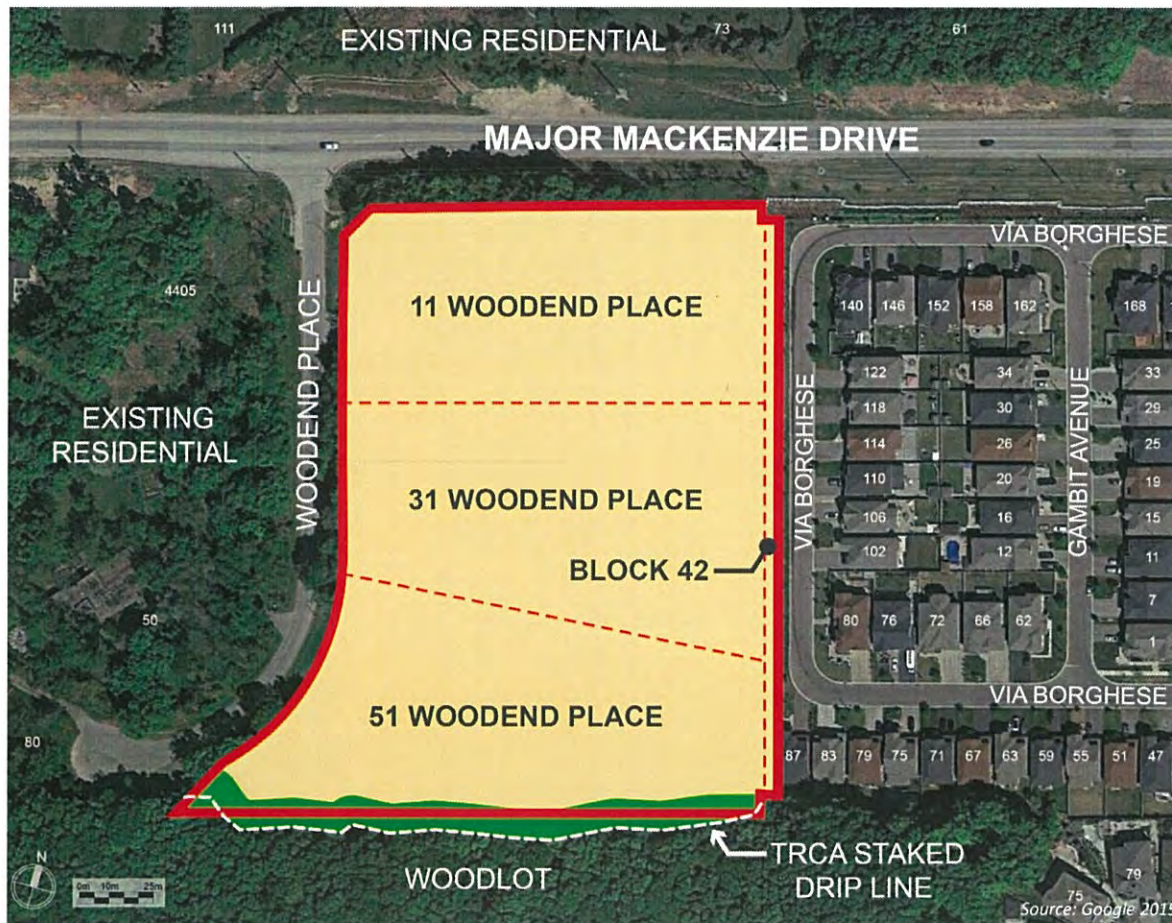 111
EXISTING RESIDENTIAL
73
61
MAJOR MACKENZIE DRIVE
VIA BORGHESE
4405
WOODEND PLACE
11 WOODEND PLACE
140
146
152
158
162
168
EXISTING
RESIDENTIAL
VIA BORGHESE
GAMBIT AVENUE
122
34
33
118
30
29
114
26
25
110
20
19
106
16
15
102
12
11
31 WOODEND PLACE
BLOCK 42
7
50
80
76
72
66
62
1
51 WOODEND PLACE
VIA BORGHESE
80
87
83
79
75
71
67
63
59
55
51
47
TRCA STAKED
DRIP LINE
WOODLOT
N
0m 10m 25m
79
75
Source: Google 201